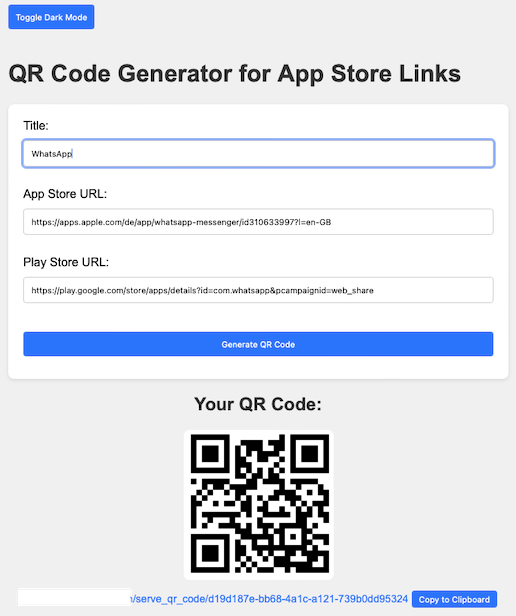 Toggle Dark Mode
QR Code Generator for App Store Links
Title:
WhatsApp
App Store URL:
https://apps.apple.com/de/app/whatsapp-messenger/id310633997?l=en-GB
Play Store URL:
https://play.google.com/store/apps/details?id=com.whatsapp&pcampaignid=web_share
Generate QR Code
Your QR Code:
/serve_qr_code/d19d187e-bb68-4a1c-a121-739b0dd95324 Copy to Clipboard